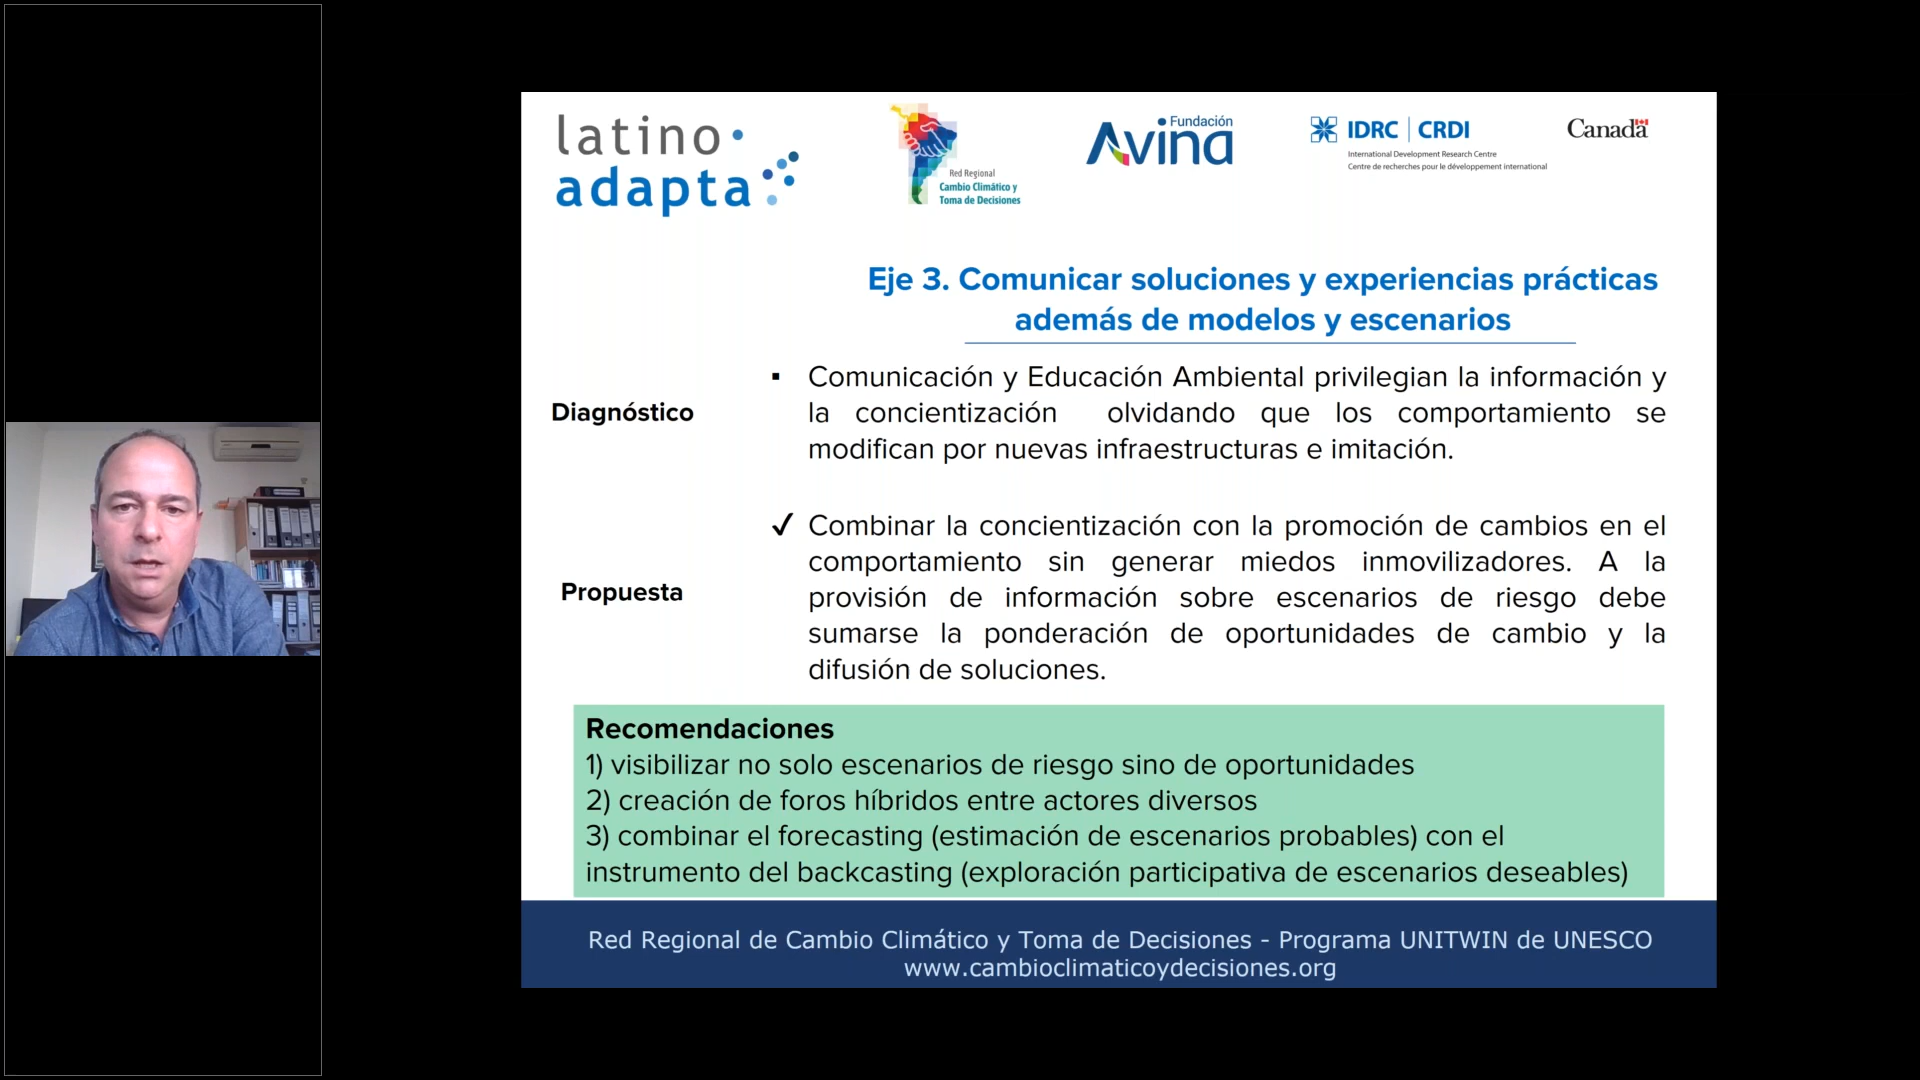 latino
adapta
Red Regional
Cambio Climático y
Toma de Decisiones
Fundación
Avina
IDRC | CRDI
International Development Research Centre
Centre de recherches pour le développement international
Canada
Eje 3. Comunicar soluciones y experiencias prácticas
además de modelos y escenarios
Diagnóstico
▪ Comunicación y Educación Ambiental privilegian la información y
la concientización olvidando que los comportamiento se
modifican por nuevas infraestructuras e imitación.
Propuesta
✓ Combinar la concientización con la promoción de cambios en el
comportamiento sin generar miedos inmovilizadores. A la
provisión de información sobre escenarios de riesgo debe
sumarse la ponderación de oportunidades de cambio y la
difusión de soluciones.
Recomendaciones
1) visibilizar no solo escenarios de riesgo sino de oportunidades
2) creación de foros híbridos entre actores diversos
3) combinar el forecasting (estimación de escenarios probables) con el
instrumento del backcasting (exploración participativa de escenarios deseables)
Red Regional de Cambio Climático y Toma de Decisiones - Programa UNITWIN de UNESCO
www.cambioclimaticoydecisiones.org